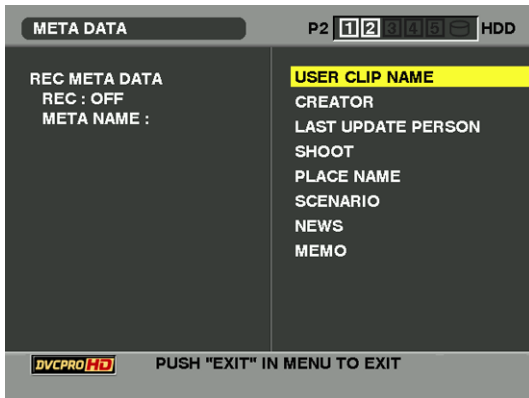 META DATA
P2 1 2 3 4 5 HDD
REC META DATA
REC : OFF
META NAME :
USER CLIP NAME
CREATOR
LAST UPDATE PERSON
SHOOT
PLACE NAME
SCENARIO
NEWS
MEMO
DVCPRO HD PUSH "EXIT" IN MENU TO EXIT